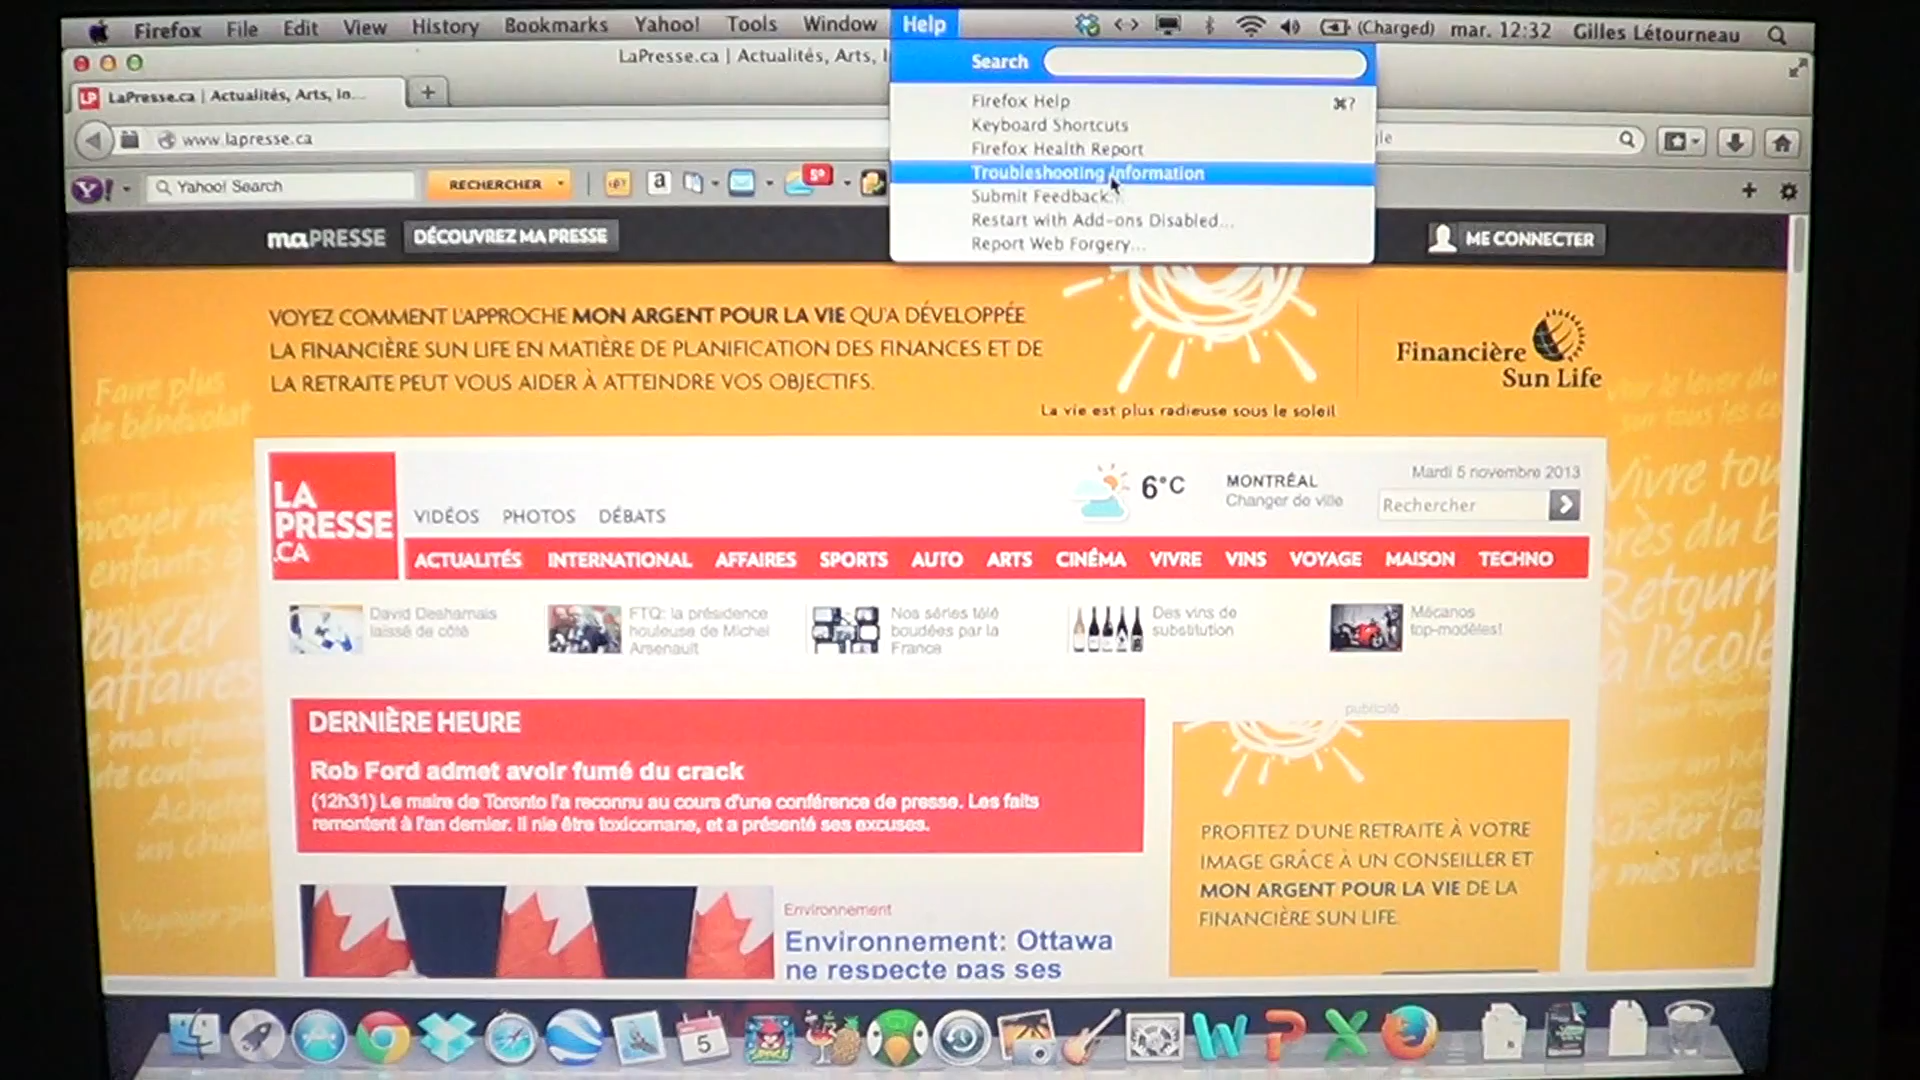 Firefox File Edit View History Bookmarks Yahoo! Tools Window Help (Charged) mar. 12:32 Gilles Létourneau
LaPresse.ca | Actualités, Arts, I
Search
LaPresse.ca | Actualités, Arts, In...
Firefox Help ⌘?
Keyboard Shortcuts
www.lapresse.ca
Firefox Health Report
Troubleshooting Information
Yahoo! Search RECHERCHER a 5°
Submit Feedback...
Restart with Add-ons Disabled...
Report Web Forgery...
maPRESSE DÉCOUVREZ MA PRESSE ME CONNECTER
VOYEZ COMMENT L'APPROCHE MON ARGENT POUR LA VIE QU'A DÉVELOPPÉE
LA FINANCIÈRE SUN LIFE EN MATIÈRE DE PLANIFICATION DES FINANCES ET DE
LA RETRAITE PEUT VOUS AIDER À ATTEINDRE VOS OBJECTIFS.
La vie est plus radieuse sous le soleil
Financière
Sun Life
Faire plus
de bénévolat
LA
PRESSE
.CA
VIDÉOS PHOTOS DÉBATS
6°C
MONTRÉAL
Changer de ville
Mardi 5 novembre 2013
Rechercher
ACTUALITÉS INTERNATIONAL AFFAIRES SPORTS AUTO ARTS CINÉMA VIVRE VINS VOYAGE MAISON TECHNO
David Desharnais
laissé de côté
FTQ: la présidence
houleuse de Michel
Arsenault
Nos séries télé
boudées par la
France
Des vins de
substitution
Mécanos
top-modèles!
DERNIÈRE HEURE
Rob Ford admet avoir fumé du crack
(12h31) Le maire de Toronto l'a reconnu au cours d'une conférence de presse. Les faits
remontent à l'an dernier. Il nie être toxicomane, et a présenté ses excuses.
Environnement
Environnement: Ottawa
ne respecte pas ses
publicité
PROFITEZ D'UNE RETRAITE À VOTRE
IMAGE GRÂCE À UN CONSEILLER ET
MON ARGENT POUR LA VIE DE LA
FINANCIÈRE SUN LIFE.
5